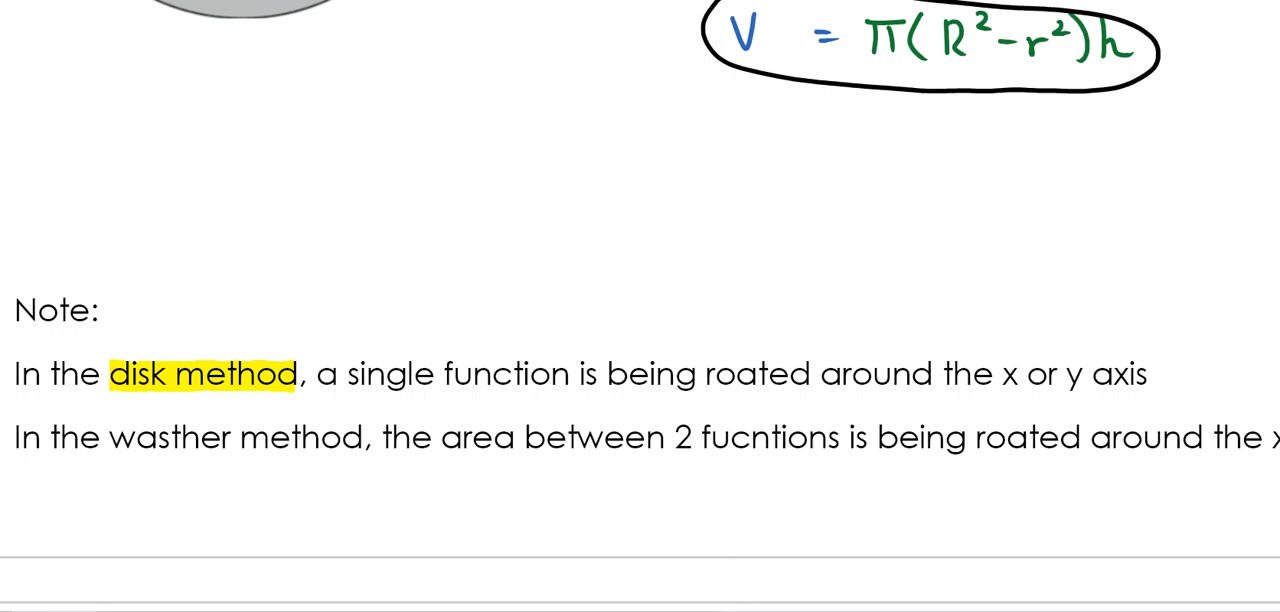 V = π(R²-r²)h
Note:
In the disk method, a single function is being roated around the x or y axis
In the wasther method, the area between 2 fucntions is being roated around the